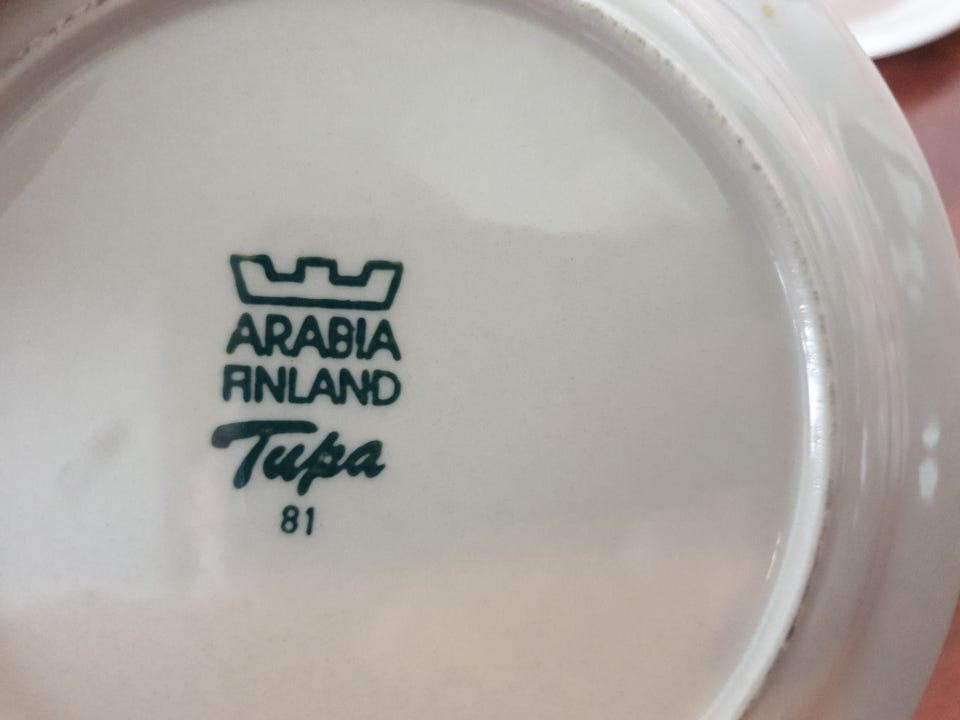 ARABIA
FINLAND
Tupa
81